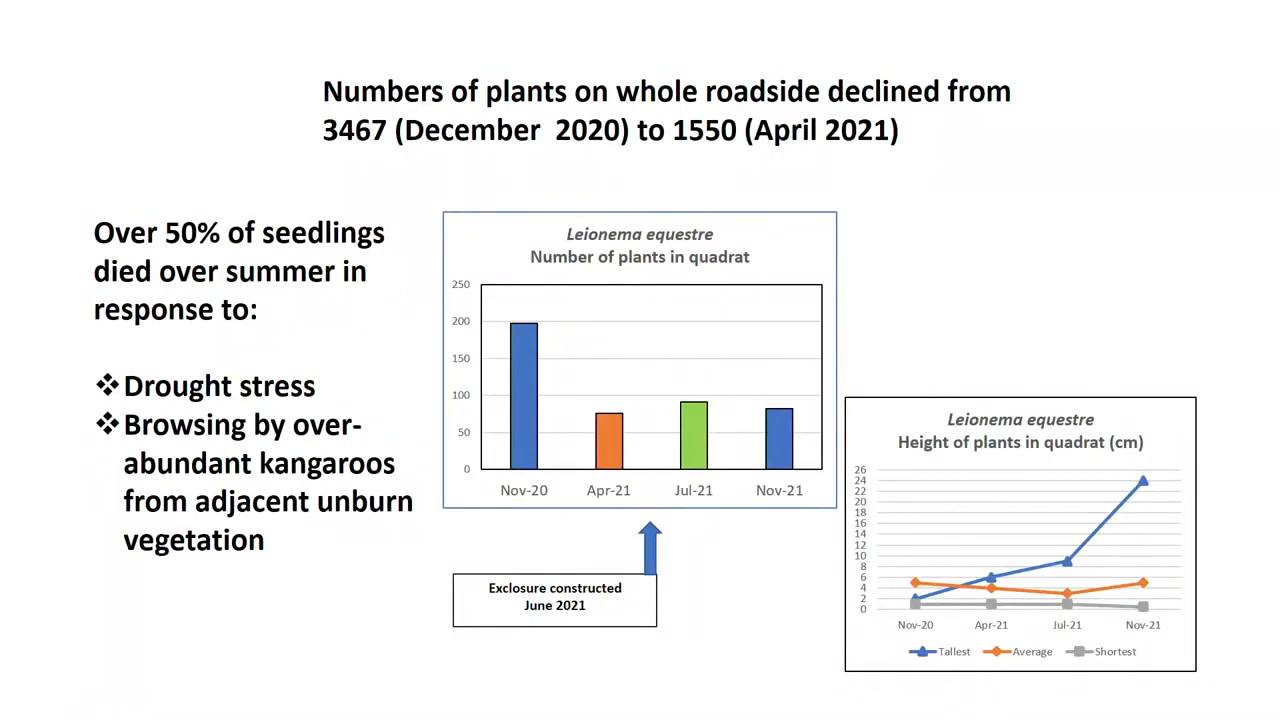 Numbers of plants on whole roadside declined from
3467 (December 2020) to 1550 (April 2021)
Over 50% of seedlings
died over summer in
response to:
❖Drought stress
❖Browsing by over-
abundant kangaroos
from adjacent unburn
vegetation
Leionema equestre
Number of plants in quadrat
250
200
150
100
50
0
Nov-20 Apr-21 Jul-21 Nov-21
Exclosure constructed
June 2021
Leionema equestre
Height of plants in quadrat (cm)
26
24
22
20
18
16
14
12
10
8
6
4
2
0
Nov-20 Apr-21 Jul-21 Nov-21
Tallest Average Shortest